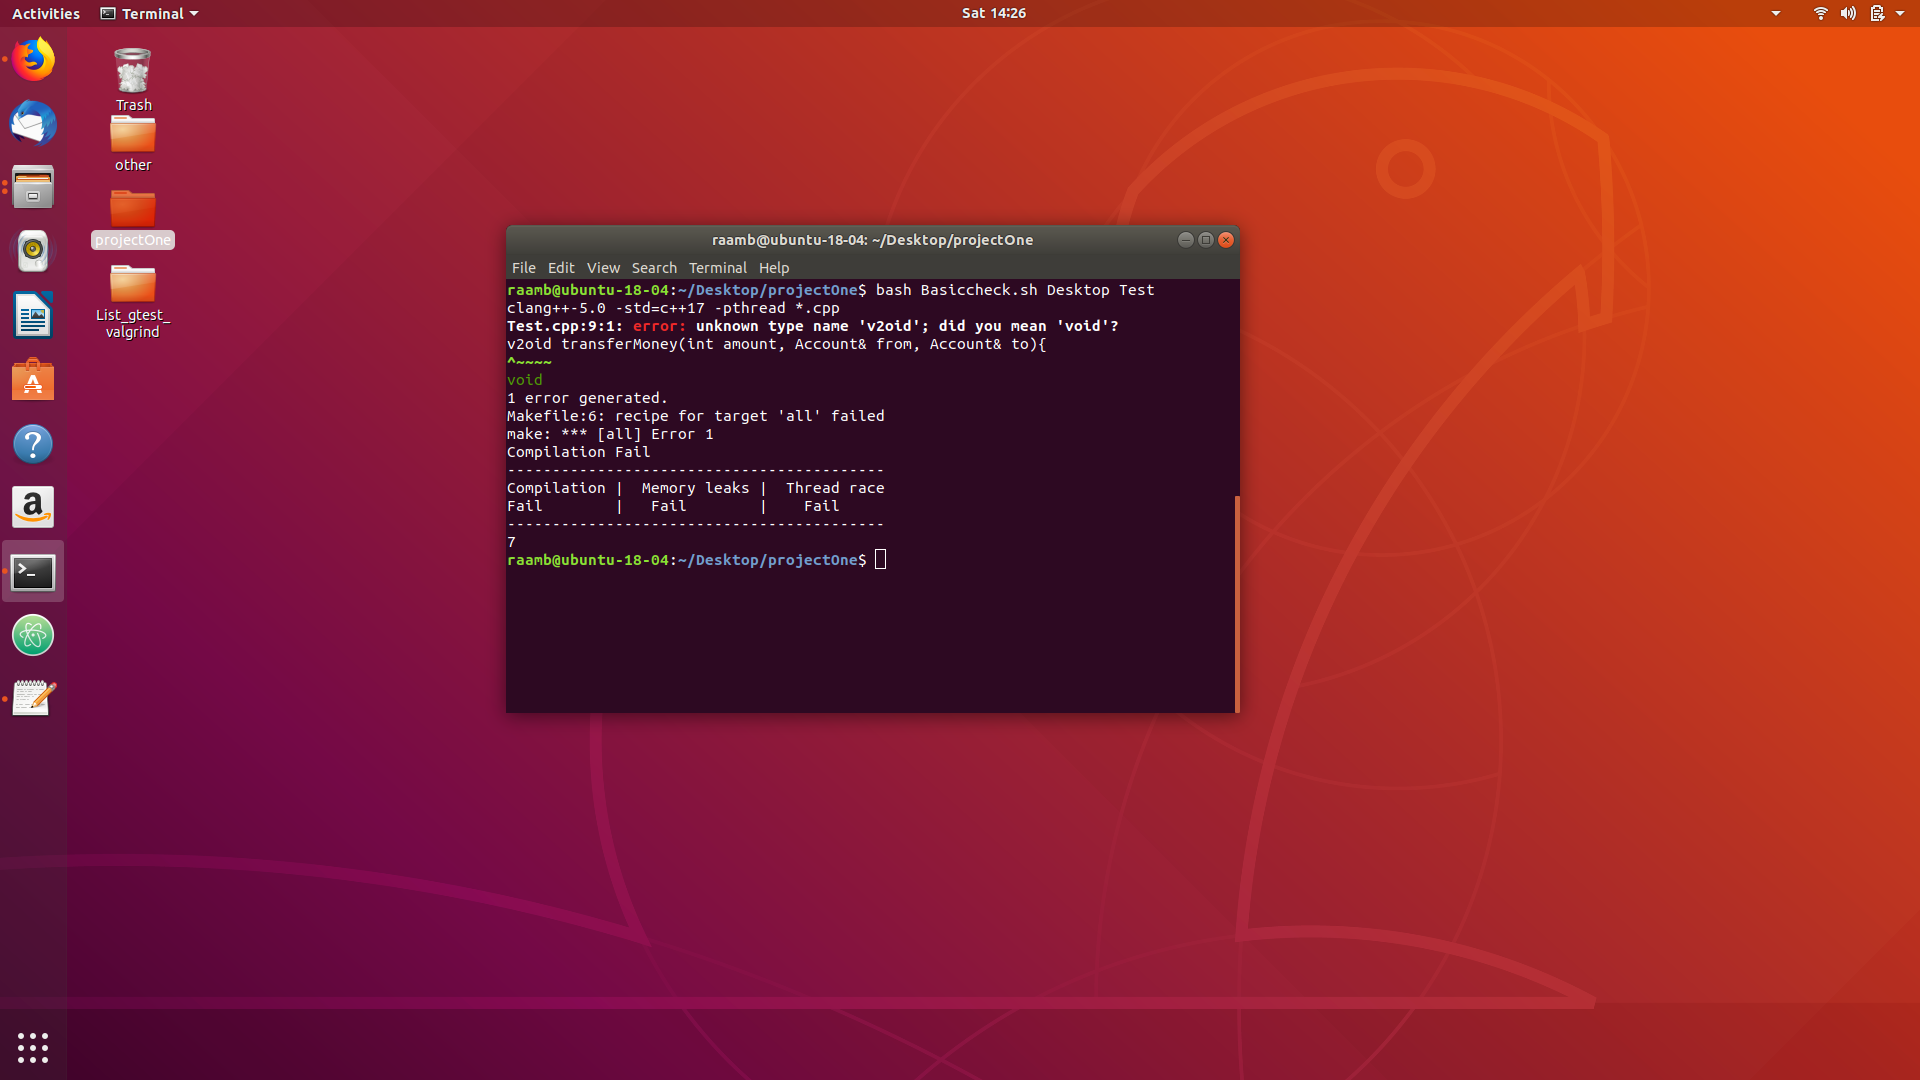 Activities
Terminal
Sat 14:26
Trash
other
projectOne
List_gtest_
valgrind
raamb@ubuntu-18-04: ~/Desktop/projectOne
File Edit View Search Terminal Help
raamb@ubuntu-18-04:~/Desktop/projectOne$ bash Basiccheck.sh Desktop Test
clang++-5.0 -std=c++17 -pthread *.cpp
Test.cpp:9:1: error: unknown type name 'v2oid'; did you mean 'void'?
v2oid transferMoney(int amount, Account& from, Account& to){
^~~~~
void
1 error generated.
Makefile:6: recipe for target 'all' failed
make: *** [all] Error 1
Compilation Fail
------------------------------------------
Compilation |  Memory leaks |  Thread race
Fail        |   Fail        |    Fail
------------------------------------------
7
raamb@ubuntu-18-04:~/Desktop/projectOne$